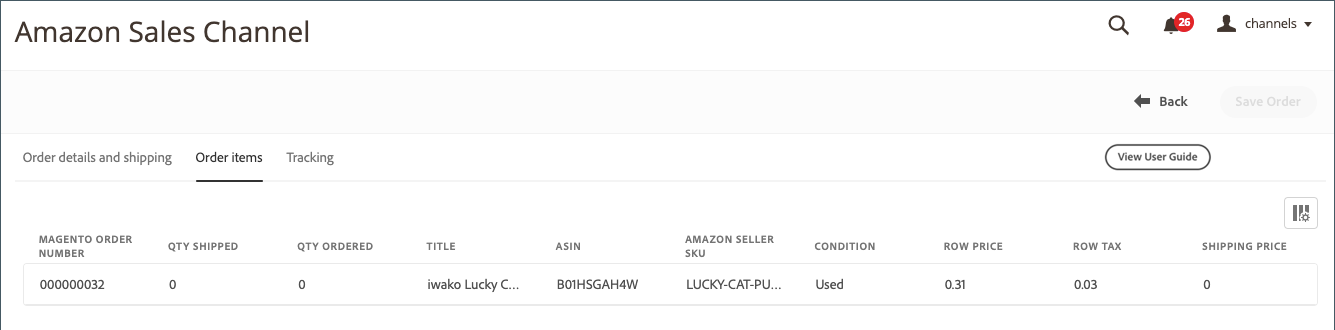 Amazon Sales Channel
26
channels
Back
Save Order
Order details and shipping Order items Tracking
View User Guide
MAGENTO ORDER NUMBER QTY SHIPPED QTY ORDERED TITLE ASIN AMAZON SELLER SKU CONDITION ROW PRICE ROW TAX SHIPPING PRICE
000000032 0 0 iwako Lucky C... B01HSGAH4W LUCKY-CAT-PU... Used 0.31 0.03 0